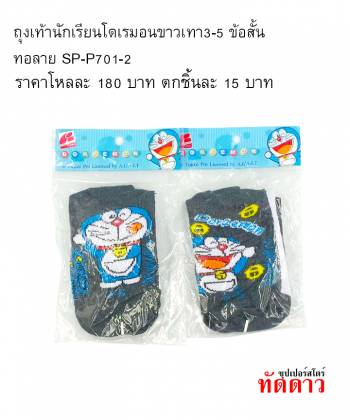 ถุงเท้านักเรียนโดเรมอนขาวเทา3-5 ข้อสั้น
ทอลาย SP-P701-2
ราคาโหลละ 180 บาท ตกชิ้นละ 15 บาท
ซุปเปอร์สโตร์
ทัดดาว